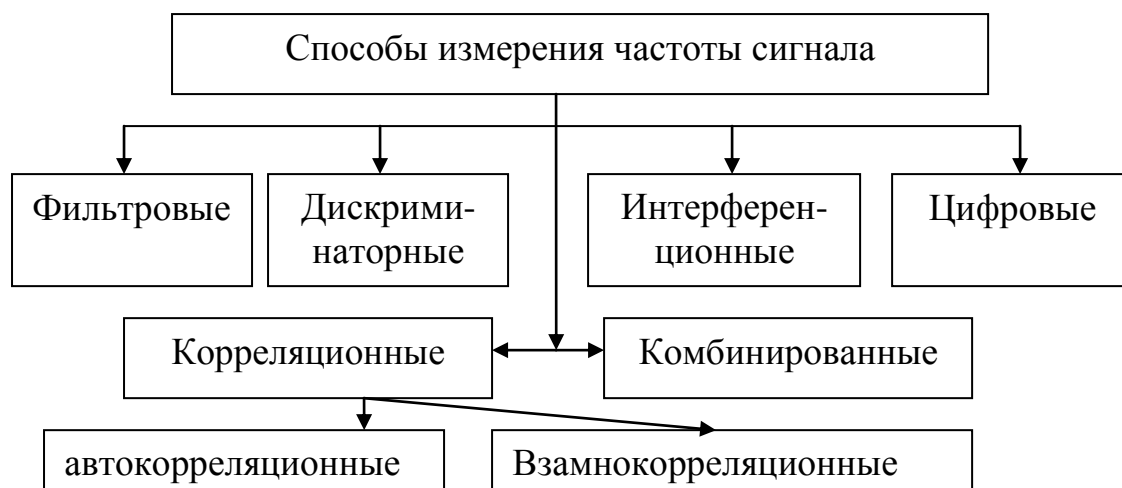 Способы измерения частоты сигнала
Фильтровые
Дискрими-
наторные
Интерферен-
ционные
Цифровые
Корреляционные
Комбинированные
автокорреляционные
Взамнокорреляционные